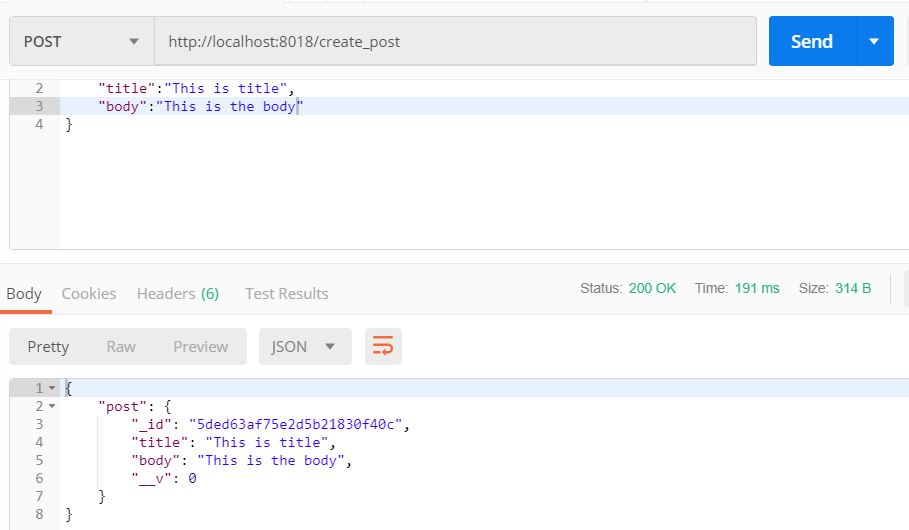 POST http://localhost:8018/create_post Send
2 "title":"This is title",
3 "body":"This is the body"
4 }
Body Cookies Headers (6) Test Results Status: 200 OK Time: 191 ms Size: 314 B
Pretty Raw Preview JSON
1 {
2 "post": {
3 "_id": "5ded63af75e2d5b21830f40c",
4 "title": "This is title",
5 "body": "This is the body",
6 "__v": 0
7 }
8 }